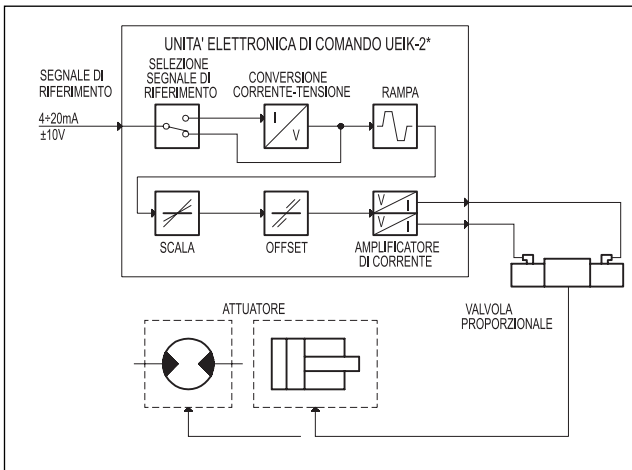 UNITA' ELETTRONICA DI COMANDO UEIK-2*
SEGNALE DI
RIFERIMENTO
4÷20mA
±10V
SELEZIONE
SEGNALE DI
RIFERIMENTO
CONVERSIONE
CORRENTE-TENSIONE
RAMPA
I
V
SCALA
OFFSET
V
I
V
I
AMPLIFICATORE
DI CORRENTE
VALVOLA
PROPORZIONALE
ATTUATORE